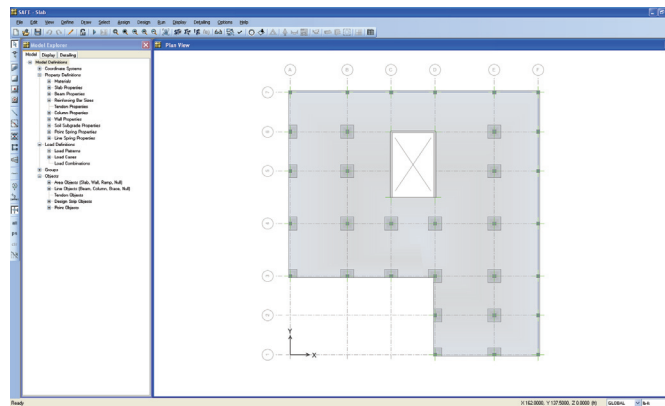 SAFE - Slab
File Edit View Define Draw Select Assign Design Run Display Detailing Options Help
Model Explorer
Plan View
Model Display Detailing
Model Definitions
Coordinate Systems
Property Definitions
Materials
Slab Properties
Beam Properties
Reinforcing Bar Sizes
Tendon Properties
Column Properties
Wall Properties
Soil Subgrade Properties
Point Spring Properties
Line Spring Properties
Load Definitions
Load Patterns
Load Cases
Load Combinations
Groups
Objects
Area Objects (Slab, Wall, Ramp, Null)
Line Objects (Beam, Column, Brace, Null)
Tendon Objects
Design Strip Objects
Point Objects
A B C D E F
Y
X
Ready
X 162.0000, Y 137.5000, Z 0.0000 (ft) GLOBAL